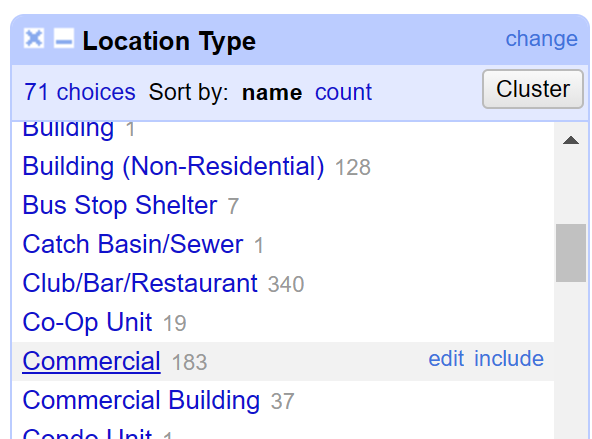 Location Type change
71 choices Sort by: name count Cluster
Building 1
Building (Non-Residential) 128
Bus Stop Shelter 7
Catch Basin/Sewer 1
Club/Bar/Restaurant 340
Co-Op Unit 19
Commercial 183 edit include
Commercial Building 37
Condo Unit 1